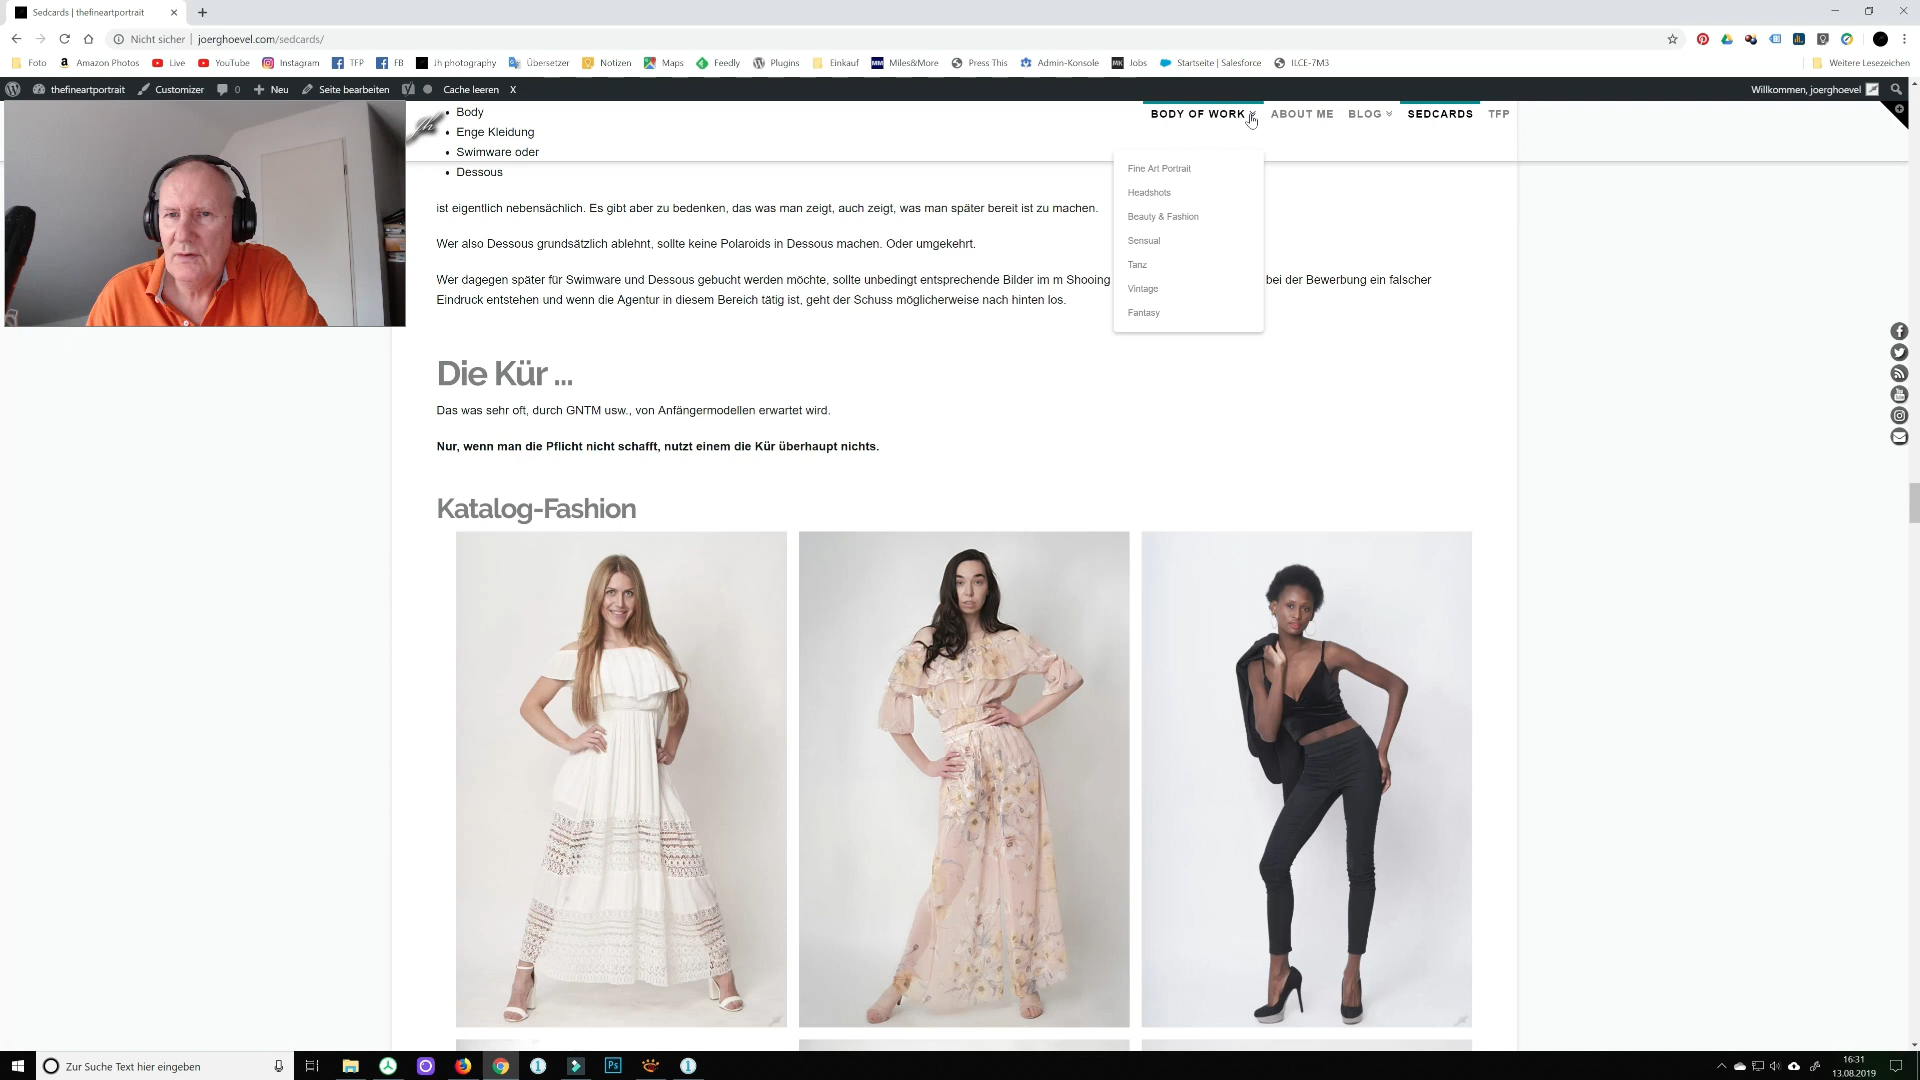 Sedcards | thefineartportrait
Nicht sicher | joerghoevel.com/sedcards/
Foto Amazon Photos Live YouTube Instagram TFP FB Jh photography Übersetzer Notizen Maps Feedly Plugins Einkauf Miles&More Press This Admin-Konsole Jobs Startseite | Salesforce ILCE-7M3 Weitere Lesezeichen
thefineartportrait Customizer 0 Neu Seite bearbeiten Cache leeren X Willkommen, joerghoevel
BODY OF WORK ABOUT ME BLOG SEDCARDS TFP
Jh
Body
Enge Kleidung
Swimware oder
Dessous
Fine Art Portrait
Headshots
Beauty & Fashion
Sensual
Tanz
Vintage
Fantasy
ist eigentlich nebensächlich. Es gibt aber zu bedenken, das was man zeigt, auch zeigt, was man später bereit ist zu machen.
Wer also Dessous grundsätzlich ablehnt, sollte keine Polaroids in Dessous machen. Oder umgekehrt.
Wer dagegen später für Swimware und Dessous gebucht werden möchte, sollte unbedingt entsprechende Bilder im m Shooing bei der Bewerbung ein falscher
Eindruck entstehen und wenn die Agentur in diesem Bereich tätig ist, geht der Schuss möglicherweise nach hinten los.
Die Kür ...
Das was sehr oft, durch GNTM usw., von Anfängermodellen erwartet wird.
Nur, wenn man die Pflicht nicht schafft, nutzt einem die Kür überhaupt nichts.
Katalog-Fashion
Zur Suche Text hier eingeben
Ps
16:31
13.08.2019